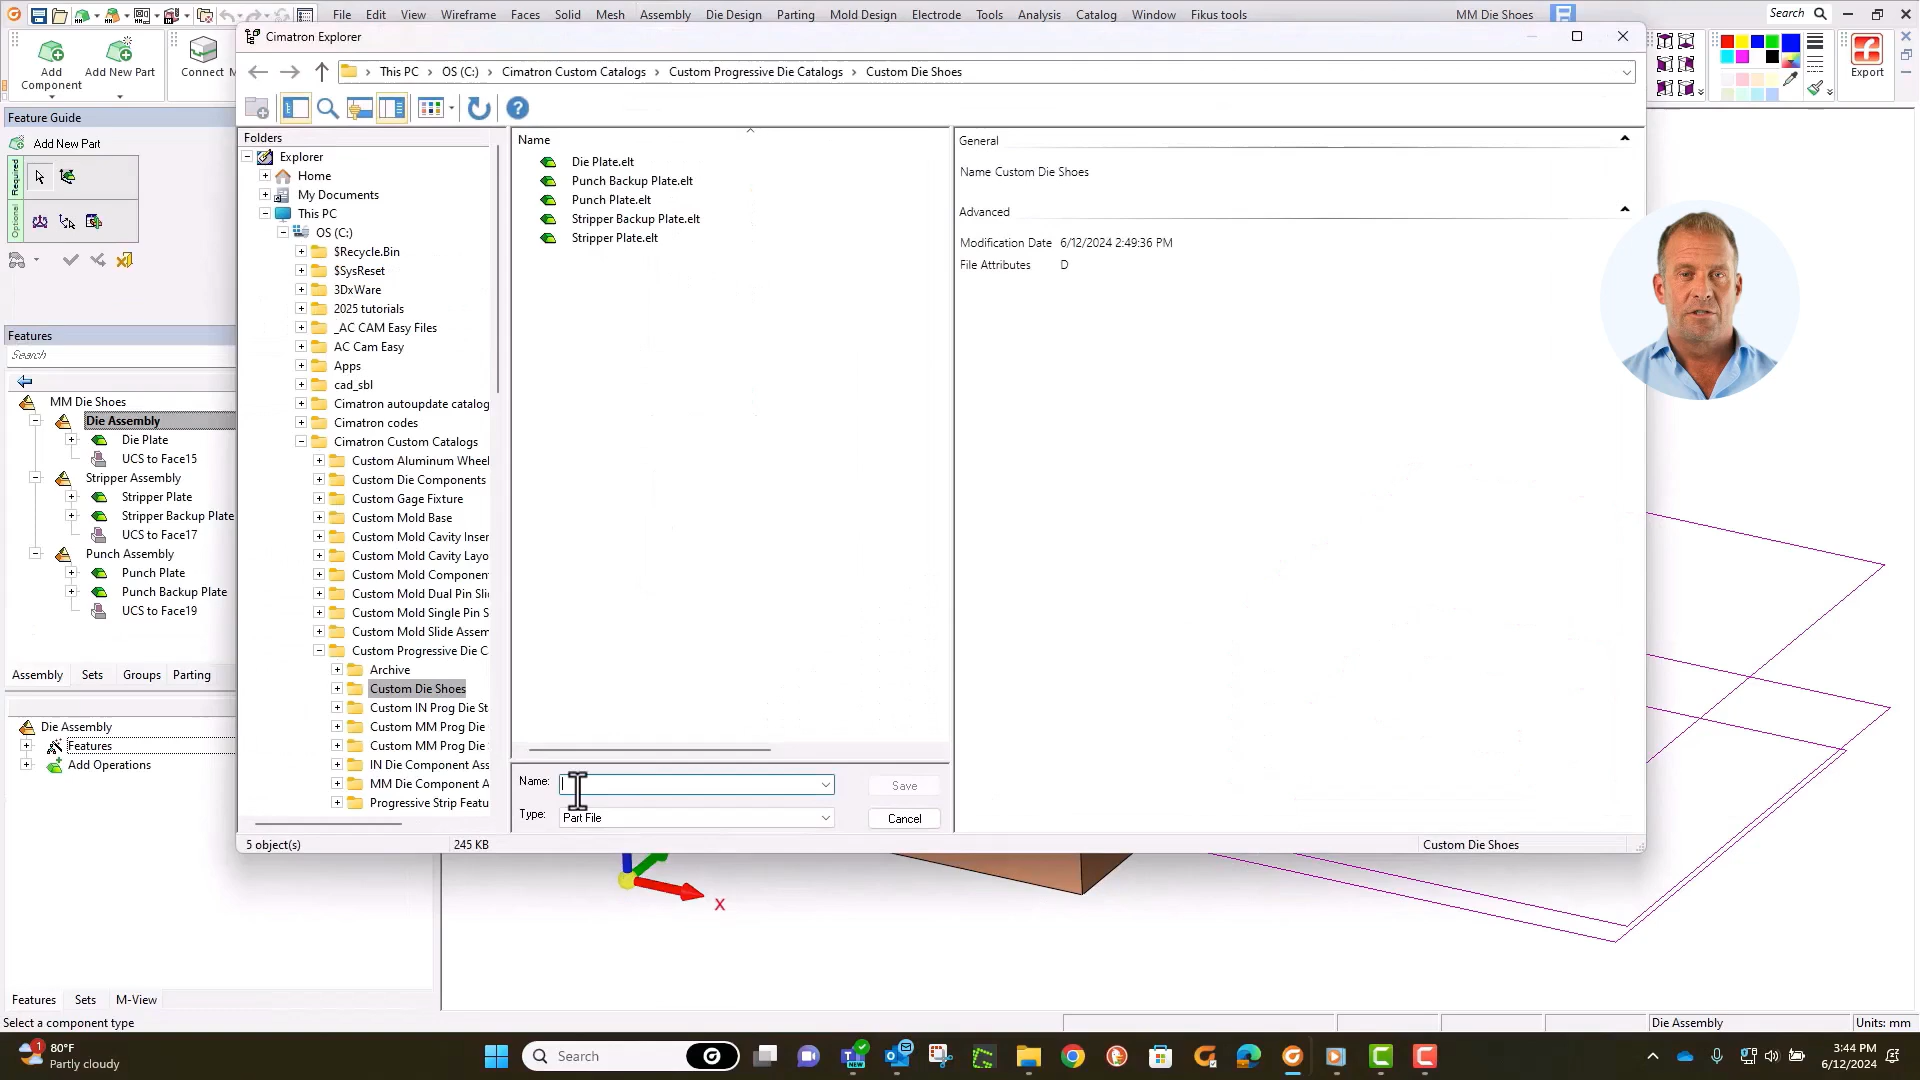 File Edit View Wireframe Faces Solid Mesh Assembly Die Design Parting Mold Design Electrode Tools Analysis Catalog Window Fikus tools MM Die Shoes Search
Add Component
Add New Part
Connect
Export
Cimatron Explorer
This PC OS (C:) Cimatron Custom Catalogs Custom Progressive Die Catalogs Custom Die Shoes
Feature Guide
Add New Part
Required
Optional
Features
Search
MM Die Shoes
Die Assembly
Die Plate
UCS to Face15
Stripper Assembly
Stripper Plate
Stripper Backup Plate
UCS to Face17
Punch Assembly
Punch Plate
Punch Backup Plate
UCS to Face19
Assembly Sets Groups Parting
Die Assembly
Features
Add Operations
Features Sets M-View
Select a component type
Folders
Explorer
Home
My Documents
This PC
OS (C:)
$Recycle.Bin
$SysReset
3DxWare
2025 tutorials
_AC CAM Easy Files
AC Cam Easy
Apps
cad_sbl
Cimatron autoupdate catalog
Cimatron codes
Cimatron Custom Catalogs
Custom Aluminum Wheel
Custom Die Components
Custom Gage Fixture
Custom Mold Base
Custom Mold Cavity Inser
Custom Mold Cavity Layo
Custom Mold Component
Custom Mold Dual Pin Slic
Custom Mold Single Pin S
Custom Mold Slide Assem
Custom Progressive Die C
Archive
Custom Die Shoes
Custom IN Prog Die St
Custom MM Prog Die
Custom MM Prog Die
IN Die Component Ass
MM Die Component A
Progressive Strip Featu
Name
Die Plate.elt
Punch Backup Plate.elt
Punch Plate.elt
Stripper Backup Plate.elt
Stripper Plate.elt
Name: Save
Type: Part File Cancel
General
Name Custom Die Shoes
Advanced
Modification Date 6/12/2024 2:49:36 PM
File Attributes D
5 object(s) 245 KB Custom Die Shoes
X
Die Assembly Units: mm
1 80°F
Partly cloudy
Search
3:44 PM
6/12/2024